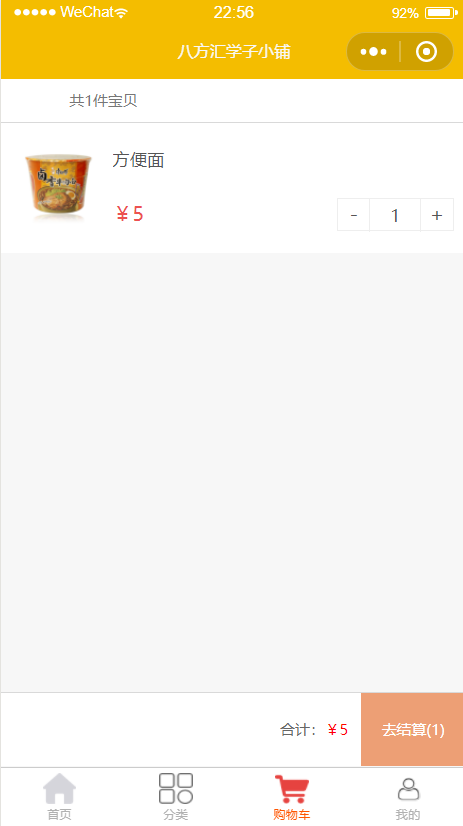 WeChat 22:56 92%
八方汇学子小铺
共1件宝贝
方便面
¥5
- 1 +
合计：¥5 去结算(1)
首页 分类 购物车 我的